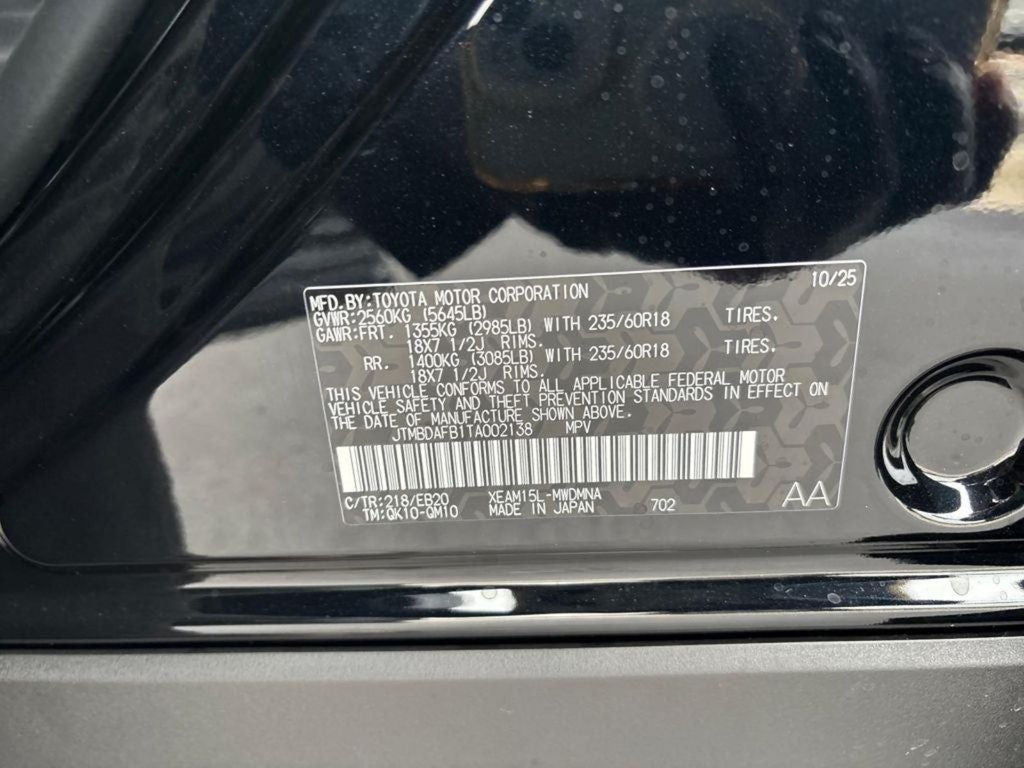 MFD.BY:TOYOTA MOTOR CORPORATION 10/25
GVWR:2560KG (5645LB)
GAWR:FRT. 1355KG (2985LB) WITH 235/60R18 TIRES.
18X7 1/2J RIMS.
RR. 1400KG (3085LB) WITH 235/60R18 TIRES.
18X7 1/2J RIMS.
THIS VEHICLE CONFORMS TO ALL APPLICABLE FEDERAL MOTOR
VEHICLE SAFETY AND THEFT PREVENTION STANDARDS IN EFFECT ON
THE DATE OF MANUFACTURE SHOWN ABOVE.
JTMBDAFB1TA002138 MPV
C/TR:218/EB20 XEAM15L-MWDMNA
TM:QK10-QM10 MADE IN JAPAN 702 AA